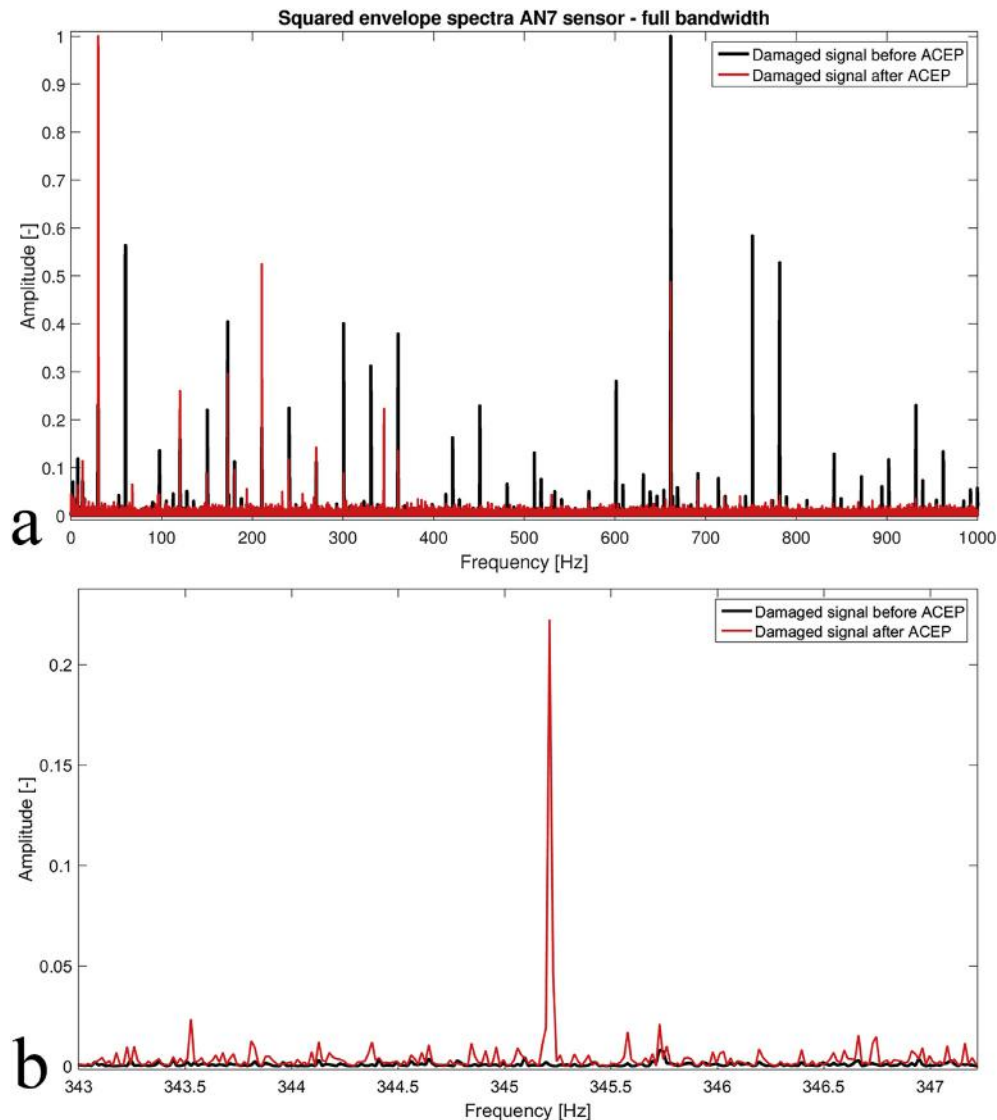 Squared envelope spectra AN7 sensor - full bandwidth
Damaged signal before ACEP
Damaged signal after ACEP
Amplitude [-]
1
0.9
0.8
0.7
0.6
0.5
0.4
0.3
0.2
0.1
0
0 100 200 300 400 500 600 700 800 900 1000
Frequency [Hz]
a
Damaged signal before ACEP
Damaged signal after ACEP
Amplitude [-]
0.2
0.15
0.1
0.05
0
343 343.5 344 344.5 345 345.5 346 346.5 347
Frequency [Hz]
b